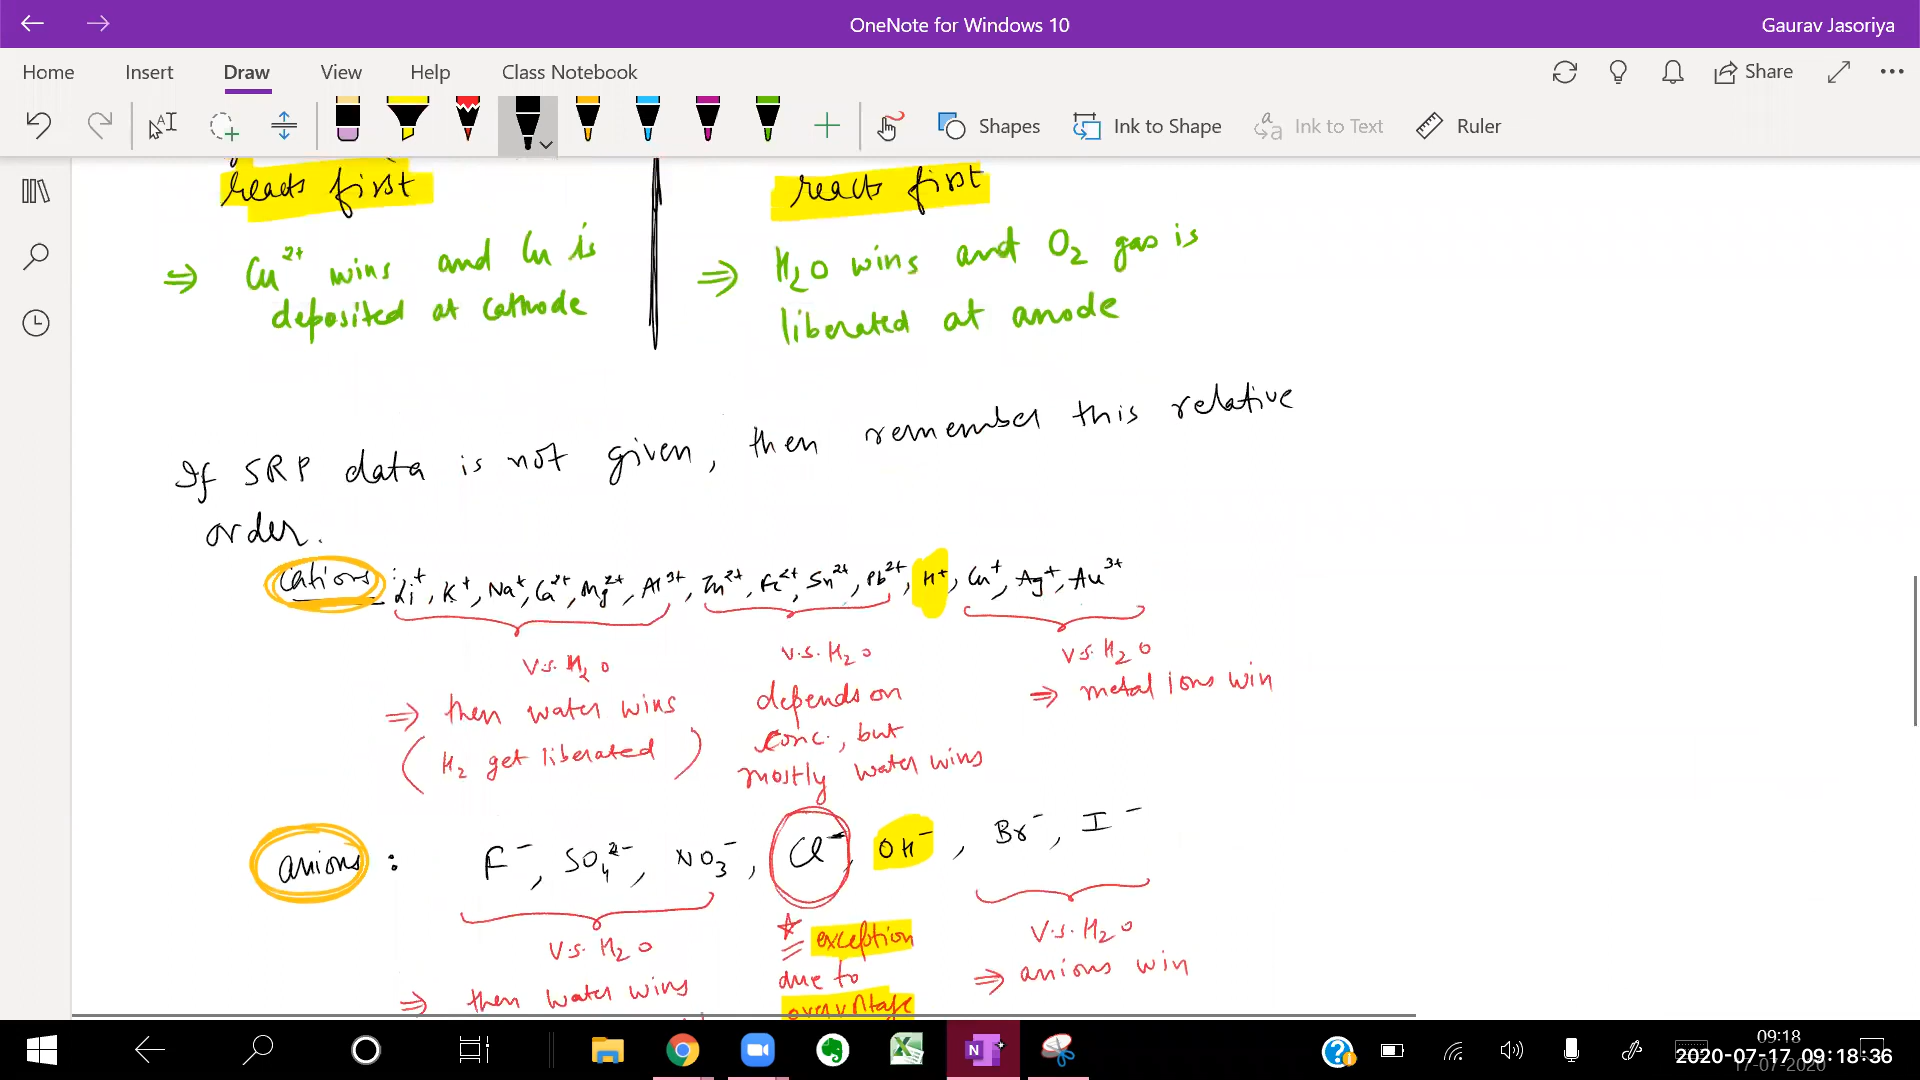 OneNote for Windows 10
Gaurav Jasoriya
Home Insert Draw View Help Class Notebook
Share
Shapes Ink to Shape Ink to Text Ruler
reacts first
reacts first
⇒ Cu²⁺ wins and Cu is
deposited at cathode
⇒ H₂O wins and O₂ gas is
liberated at anode
If SRP data is not given, then remember this relative
order.
Cations : Li⁺, K⁺, Na⁺, Ca²⁺, Mg²⁺, Al³⁺, Zn²⁺, Fe²⁺, Sn²⁺, Pb²⁺, H⁺, Cu⁺, Ag⁺, Au³⁺
v.s. H₂O
⇒ then water wins
(H₂ get liberated)
v.s. H₂O
depends on
conc., but
mostly water wins
v.s. H₂O
⇒ metal ions win
anions : F⁻, SO₄²⁻, NO₃⁻, Cl⁻, OH⁻, Br⁻, I⁻
v.s. H₂O
⇒ then water wins
exception
due to
overvoltage
v.s. H₂O
⇒ anions win
09:18
2020-07-17 09:18:36
17-07-2020